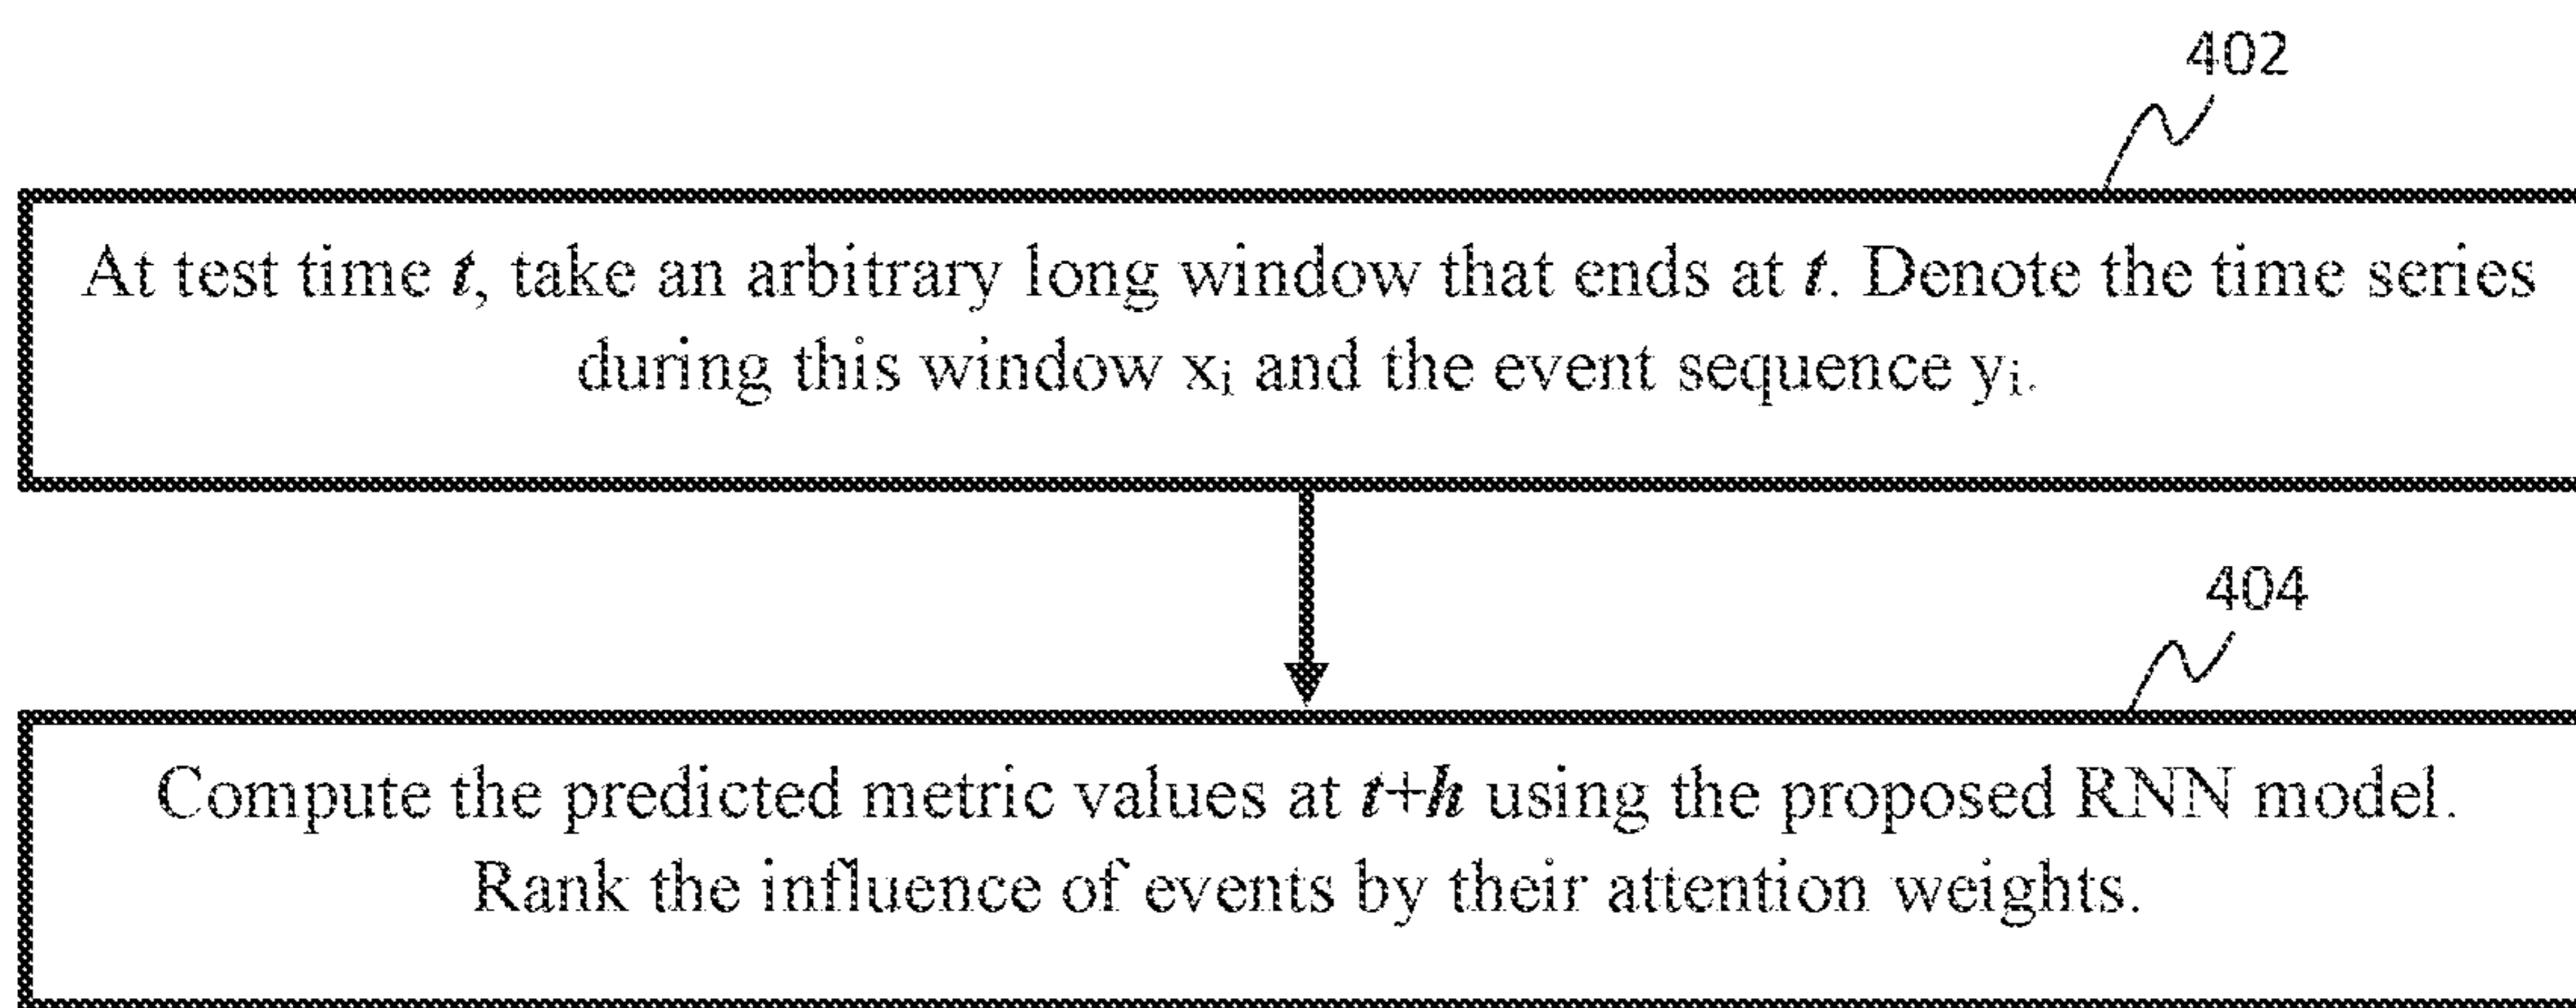 402
At test time t, take an arbitrary long window that ends at t. Denote the time series
during this window xᵢ and the event sequence yᵢ.
404
Compute the predicted metric values at t+h using the proposed RNN model.
Rank the influence of events by their attention weights.